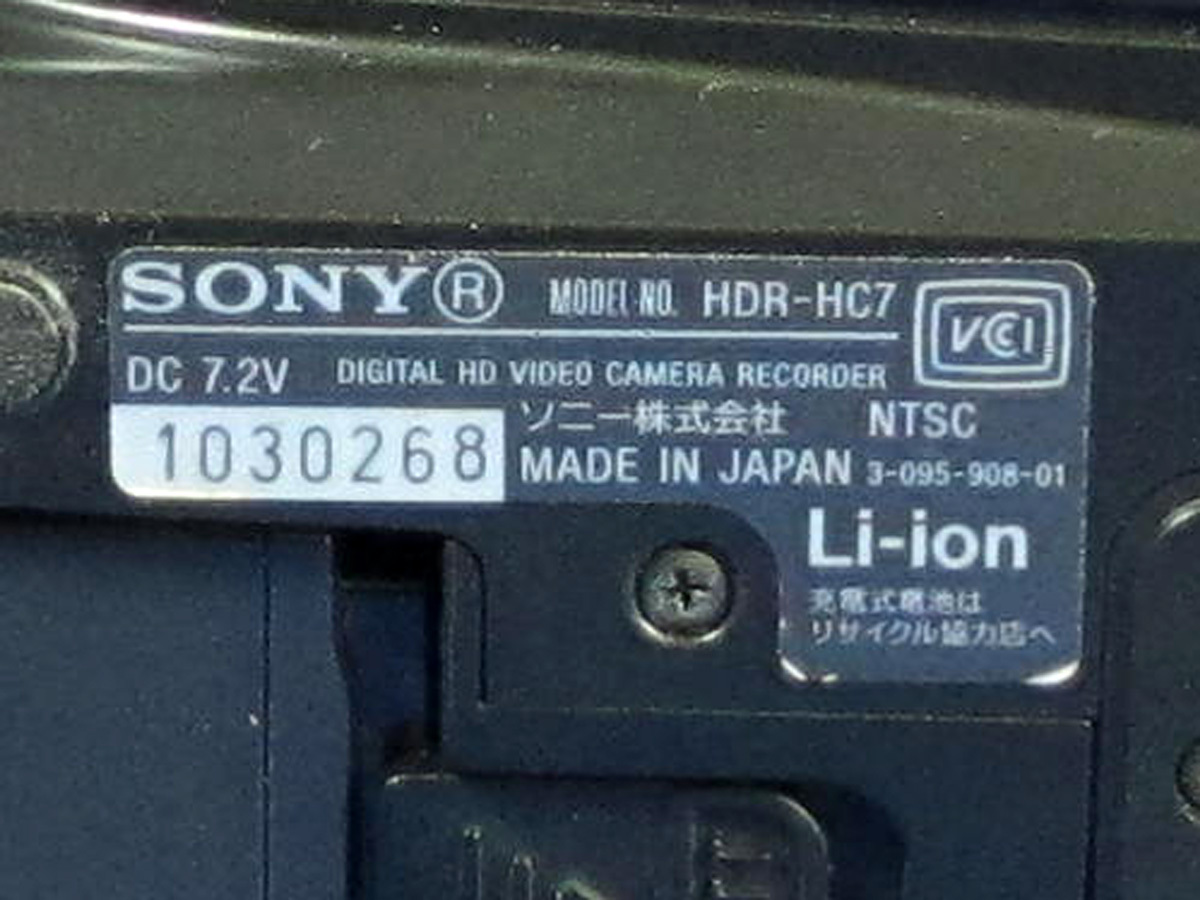 SONY® MODEL NO. HDR-HC7
VCCI
DC 7.2V DIGITAL HD VIDEO CAMERA RECORDER
ソニー株式会社 NTSC
1030268 MADE IN JAPAN 3-095-908-01
Li-ion
充電式電池は
リサイクル協力店へ